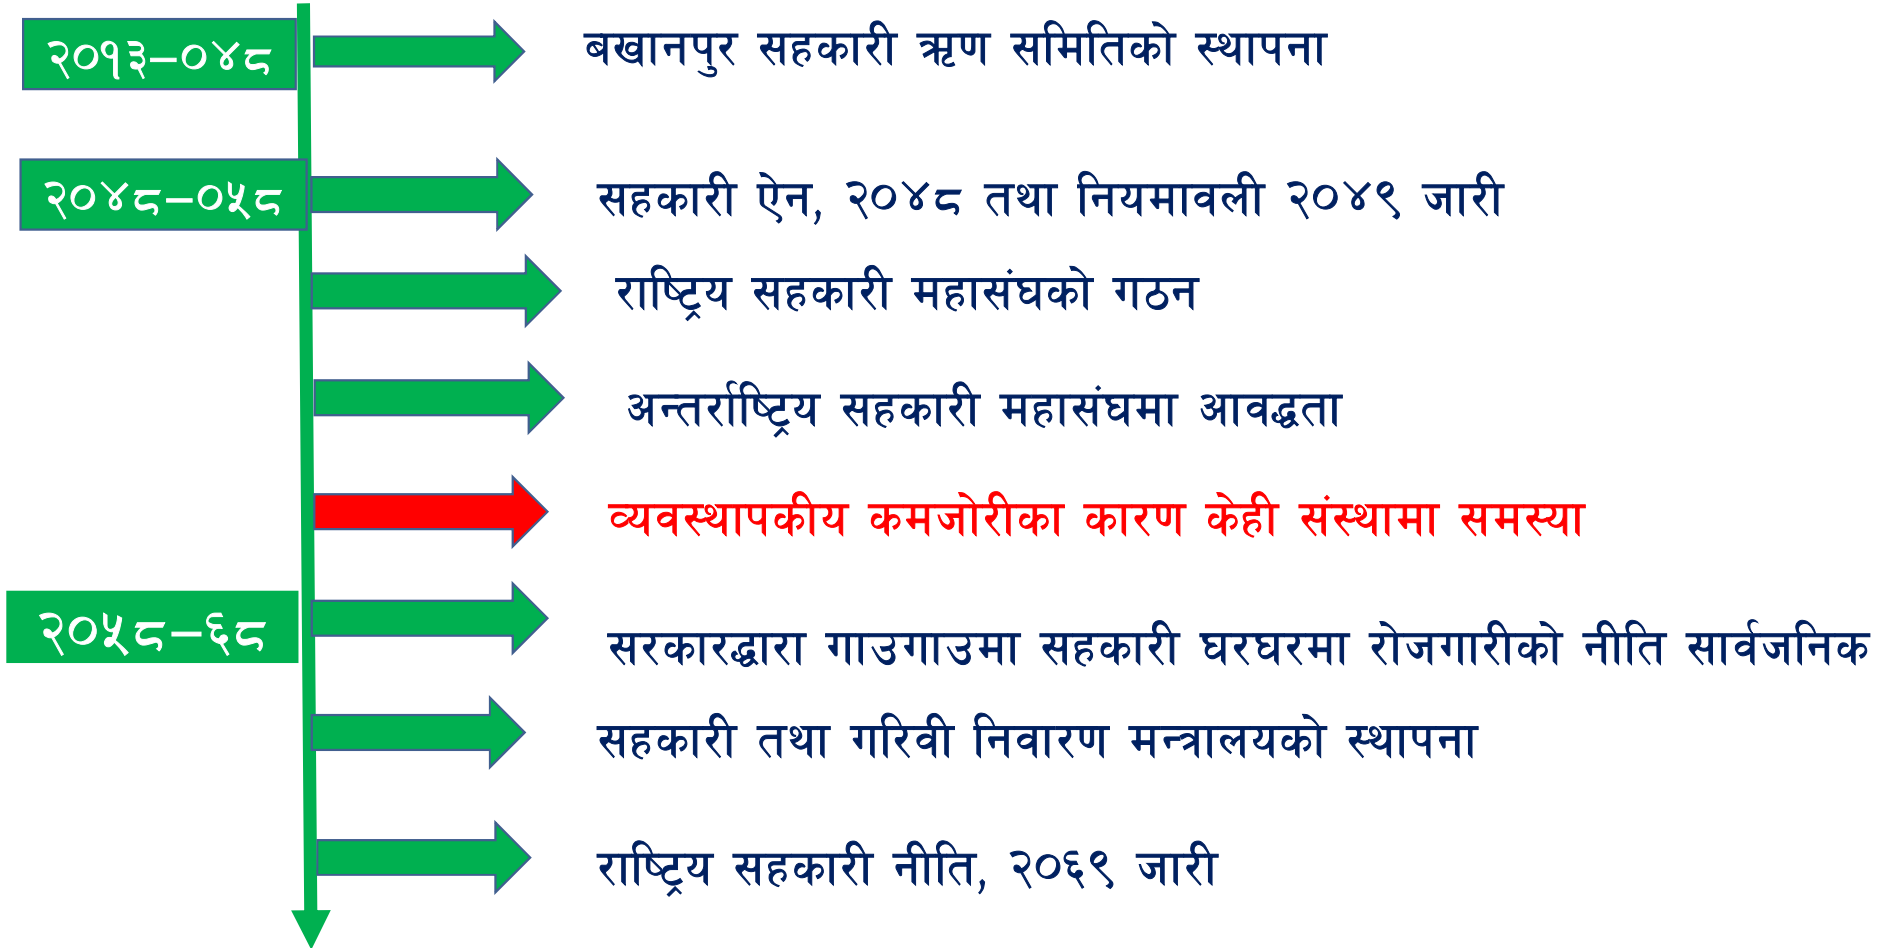 २०१३–०४८
बखानपुर सहकारी ऋण समितिको स्थापना
२०४८–०५८
सहकारी ऐन, २०४८ तथा नियमावली २०४९ जारी
राष्ट्रिय सहकारी महासंघको गठन
अन्तर्राष्ट्रिय सहकारी महासंघमा आवद्धता
व्यवस्थापकीय कमजोरीका कारण केही संस्थामा समस्या
२०५८–६८
सरकारद्धारा गाउगाउमा सहकारी घरघरमा रोजगारीको नीति सार्वजनिक
सहकारी तथा गरिवी निवारण मन्त्रालयको स्थापना
राष्ट्रिय सहकारी नीति, २०६९ जारी